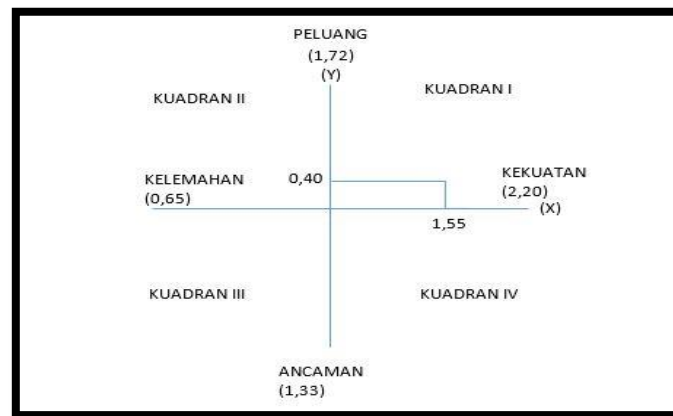 PELUANG
(1,72)
(Y)
KUADRAN II
KUADRAN I
KELEMAHAN
(0,65)
0,40
KEKUATAN
(2,20)
(X)
1,55
KUADRAN III
KUADRAN IV
ANCAMAN
(1,33)